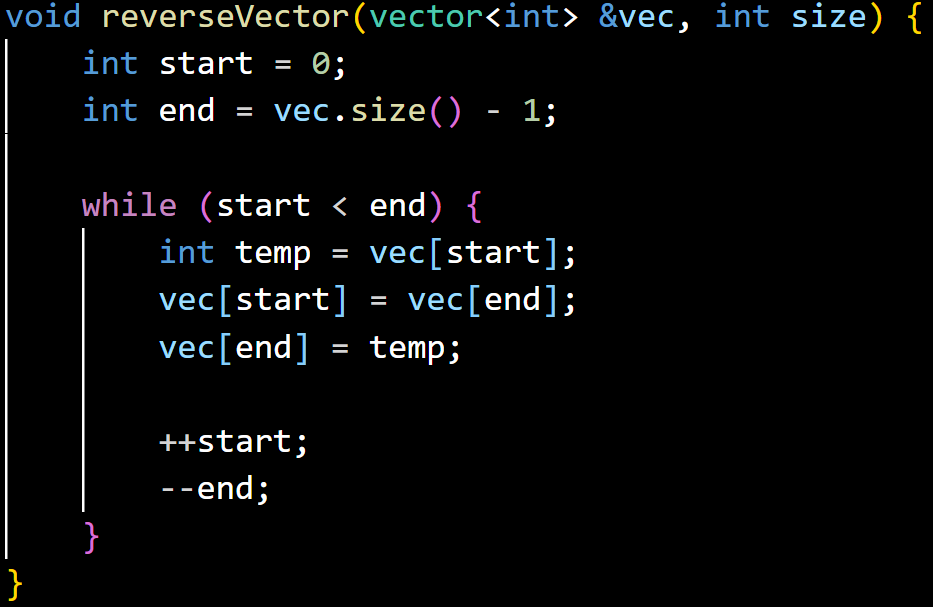 void reverseVector(vector<int> &vec, int size) {
    int start = 0;
    int end = vec.size() - 1;

    while (start < end) {
        int temp = vec[start];
        vec[start] = vec[end];
        vec[end] = temp;

        ++start;
        --end;
    }
}